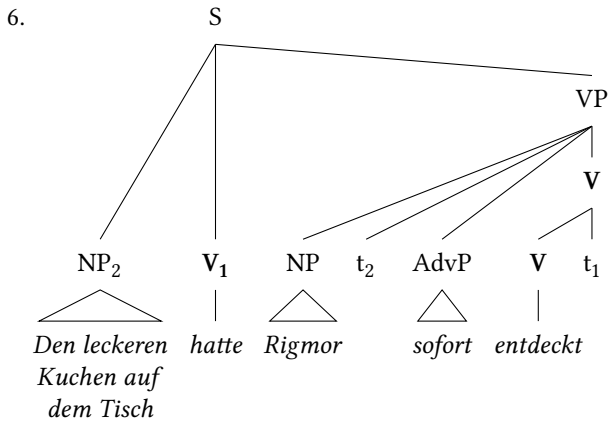 6.
S
VP
V
NP₂ V₁ NP t₂ AdvP V t₁
Den leckeren hatte Rigmor sofort entdeckt
Kuchen auf
dem Tisch